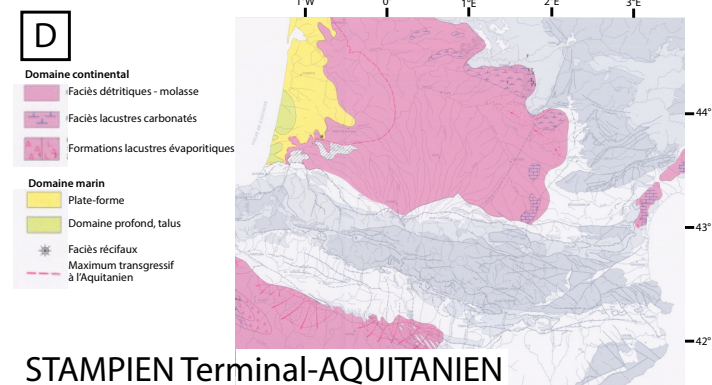 D
1°W 0° 1°E 2°E 3°E
Domaine continental
Faciès détritiques - molasse
Faciès lacustres carbonatés
Formations lacustres évaporitiques
Domaine marin
Plate-forme
Domaine profond, talus
Faciès récifaux
Maximum transgressif
à l'Aquitanien
44°
43°
42°
STAMPIEN Terminal-AQUITANIEN